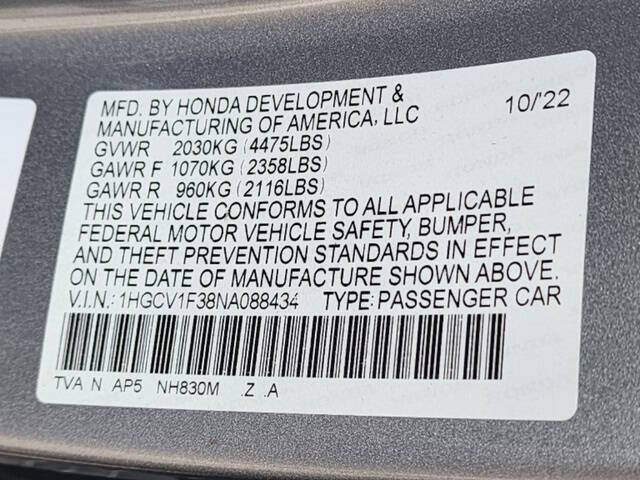 MFD. BY HONDA DEVELOPMENT & 10/'22
MANUFACTURING OF AMERICA, LLC
GVWR 2030KG (4475LBS)
GAWR F 1070KG (2358LBS)
GAWR R 960KG (2116LBS)
THIS VEHICLE CONFORMS TO ALL APPLICABLE
FEDERAL MOTOR VEHICLE SAFETY, BUMPER,
AND THEFT PREVENTION STANDARDS IN EFFECT
ON THE DATE OF MANUFACTURE SHOWN ABOVE.
V.I.N.: 1HGCV1F38NA088434 TYPE: PASSENGER CAR
TVA N AP5 NH830M .Z .A